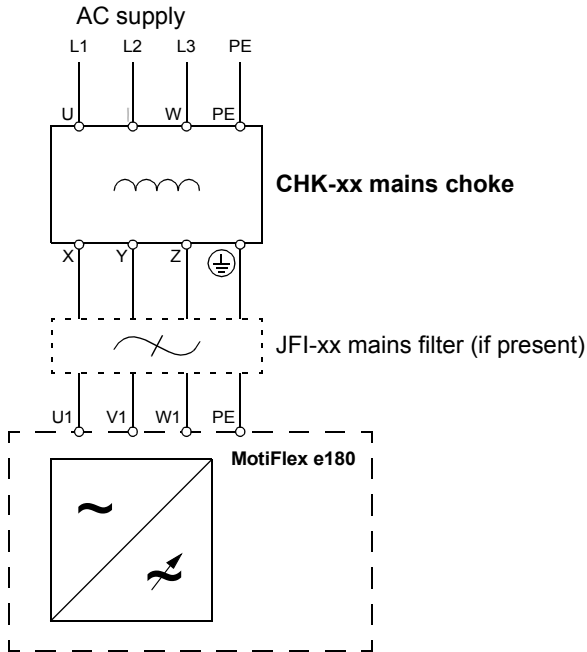 AC supply
L1 L2 L3 PE
U W PE
CHK-xx mains choke
X Y Z
JFI-xx mains filter (if present)
U1 V1 W1 PE
MotiFlex e180